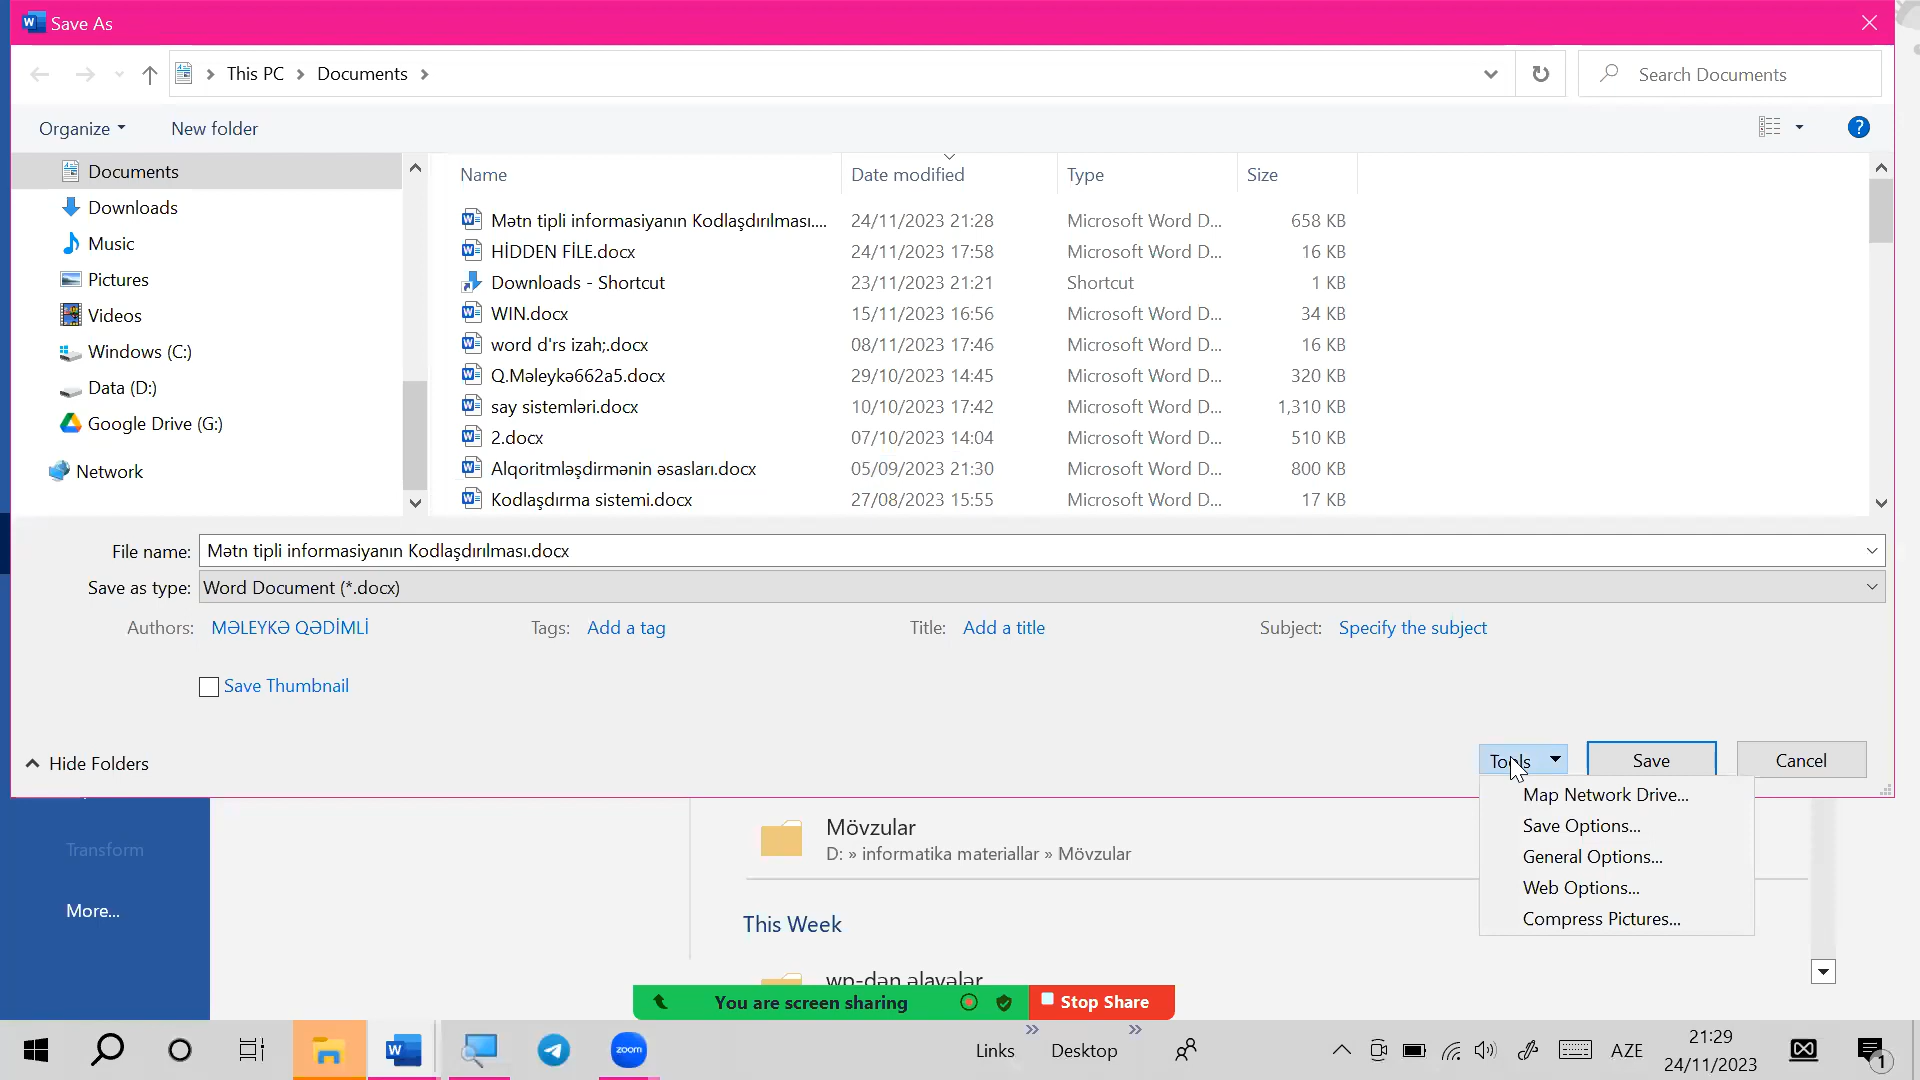 Save As
This PC > Documents >
Search Documents
Organize
New folder
Documents
Downloads
Music
Pictures
Videos
Windows (C:)
Data (D:)
Google Drive (G:)
Network
Name Date modified Type Size
Mətn tipli informasiyanın Kodlaşdırılması.... 24/11/2023 21:28 Microsoft Word D... 658 KB
HİDDEN FİLE.docx 24/11/2023 17:58 Microsoft Word D... 16 KB
Downloads - Shortcut 23/11/2023 21:21 Shortcut 1 KB
WIN.docx 15/11/2023 16:56 Microsoft Word D... 34 KB
word d'rs izah;.docx 08/11/2023 17:46 Microsoft Word D... 16 KB
Q.Məleykə662a5.docx 29/10/2023 14:45 Microsoft Word D... 320 KB
say sistemləri.docx 10/10/2023 17:42 Microsoft Word D... 1,310 KB
2.docx 07/10/2023 14:04 Microsoft Word D... 510 KB
Alqoritmləşdirmənin əsasları.docx 05/09/2023 21:30 Microsoft Word D... 800 KB
Kodlaşdırma sistemi.docx 27/08/2023 15:55 Microsoft Word D... 17 KB
File name: Mətn tipli informasiyanın Kodlaşdırılması.docx
Save as type: Word Document (*.docx)
Authors: MƏLEYKƏ QƏDİMLİ Tags: Add a tag Title: Add a title Subject: Specify the subject
Save Thumbnail
Hide Folders
Tools
Save
Cancel
Map Network Drive...
Save Options...
General Options...
Web Options...
Compress Pictures...
Transform
More...
Mövzular
D: » informatika materiallar » Mövzular
This Week
wp-dən əlavələr
You are screen sharing
Stop Share
zoom
Links
Desktop
AZE
21:29
24/11/2023
1